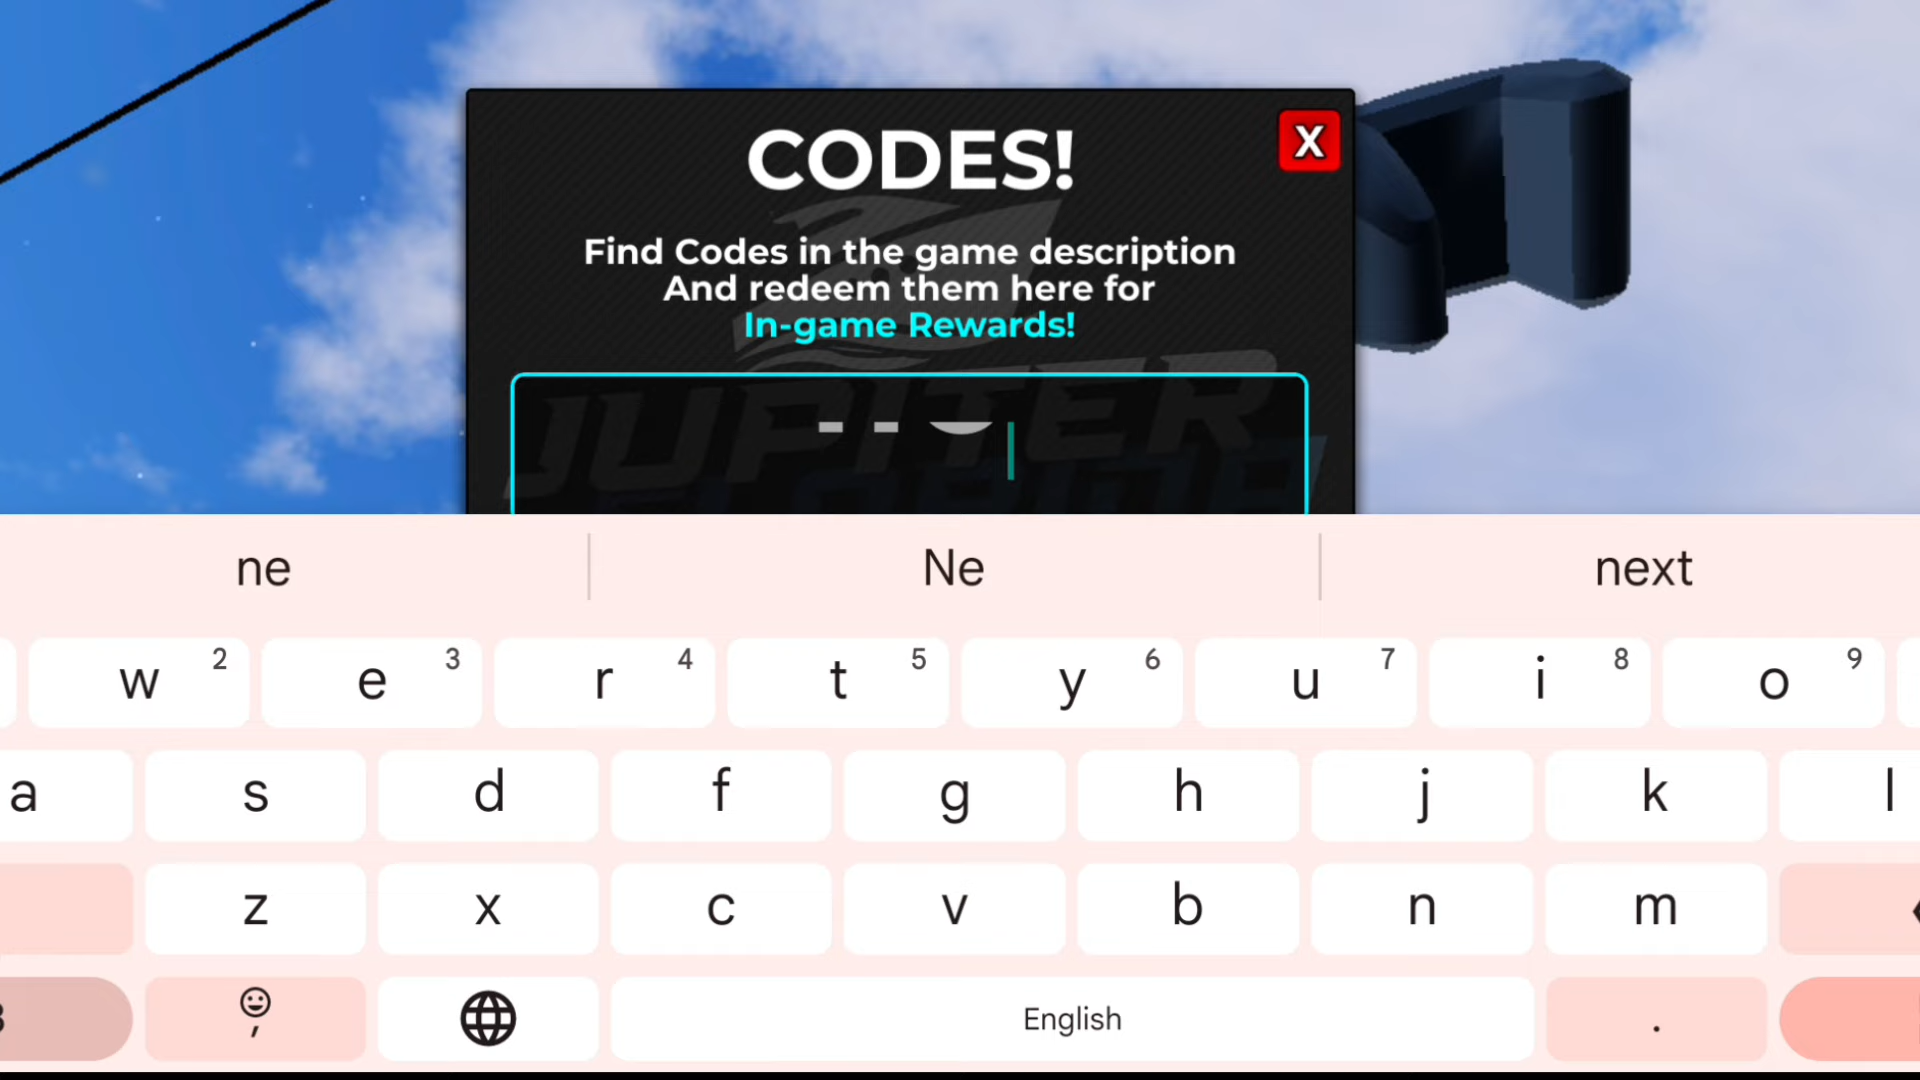 CODES!
X
Find Codes in the game description
And redeem them here for
In-game Rewards!
JUPITER
ne Ne next
w 2 e 3 r 4 t 5 y 6 u 7 i 8 o 9
a s d f g h j k l
z x c v b n m
, English .